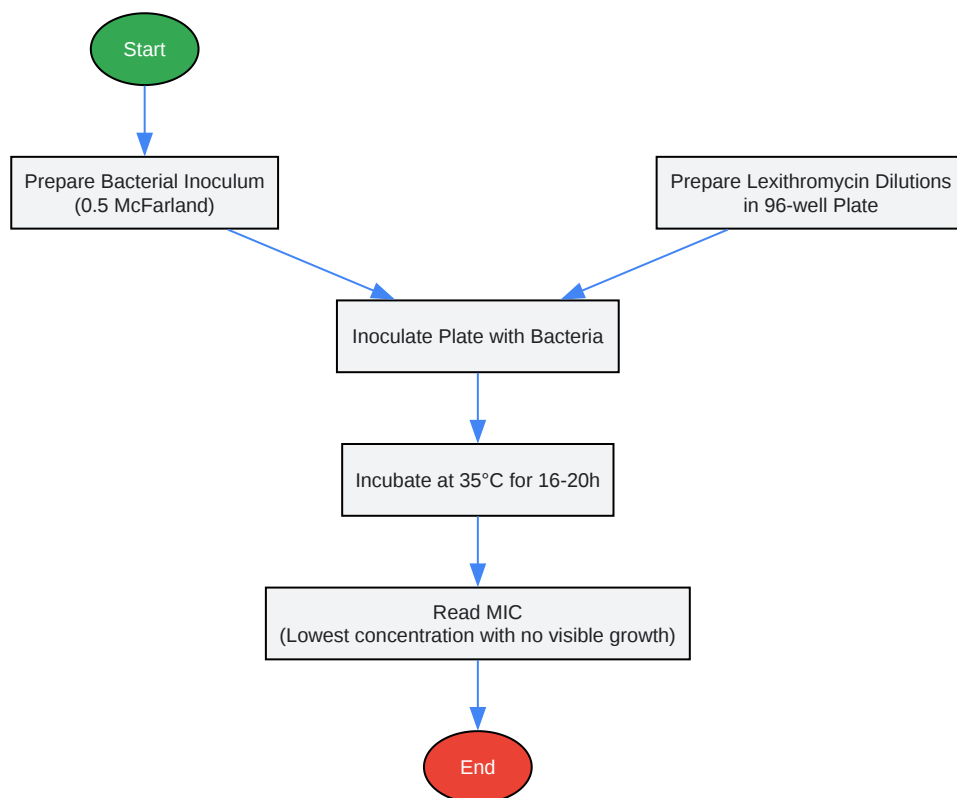 Start
Prepare Bacterial Inoculum
(0.5 McFarland)
Prepare Lexithromycin Dilutions
in 96-well Plate
Inoculate Plate with Bacteria
Incubate at 35°C for 16-20h
Read MIC
(Lowest concentration with no visible growth)
End